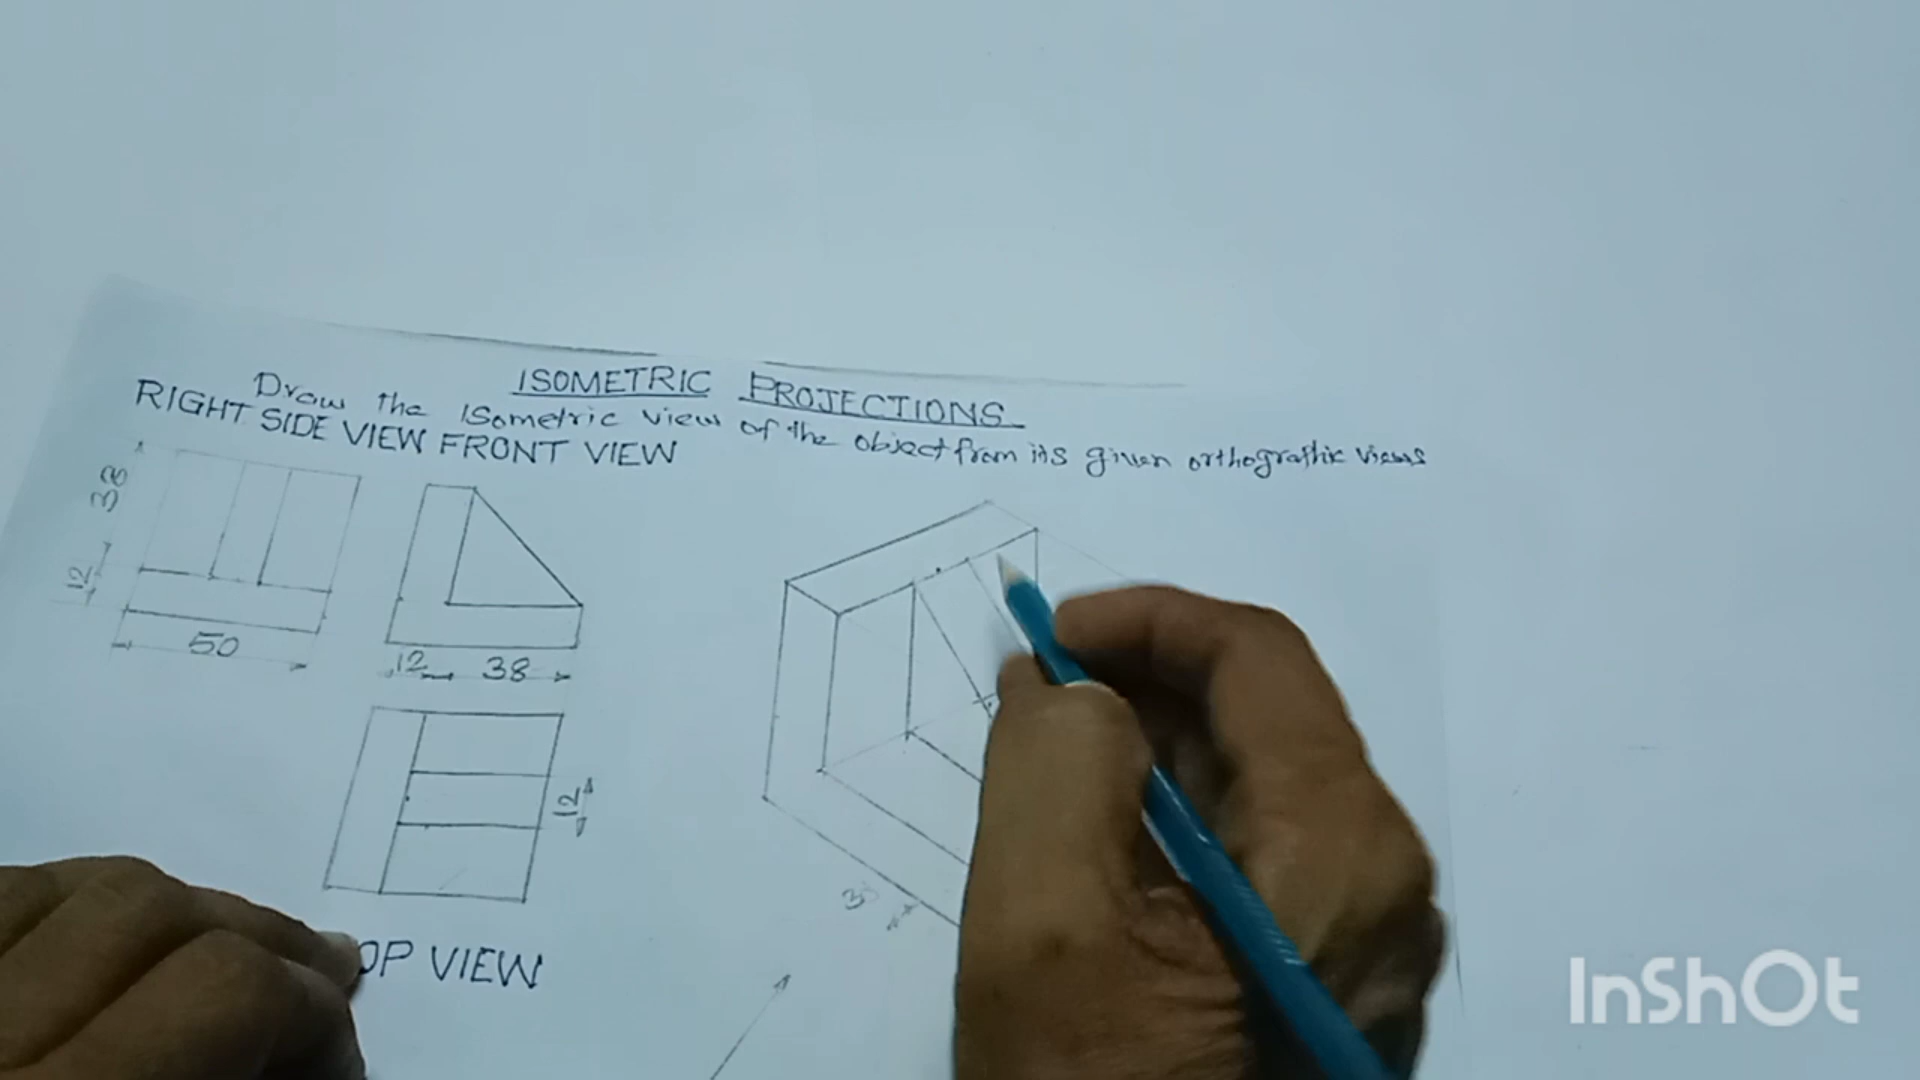 ISOMETRIC PROJECTIONS
Draw the isometric view of the object from its given orthografhic views
RIGHT SIDE VIEW FRONT VIEW
38
12
50
12 38
12
OP VIEW
InShOt